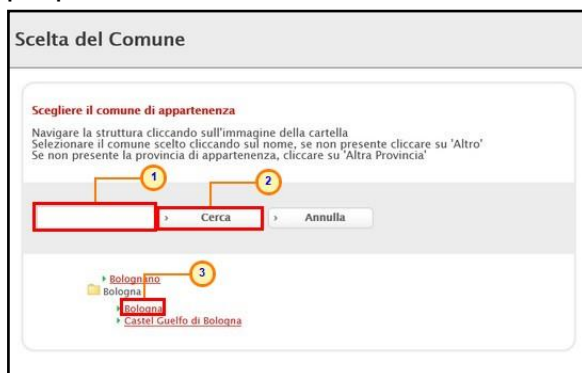 Scelta del Comune
Scegliere il comune di appartenenza
Navigare la struttura cliccando sull'immagine della cartella
Selezionare il comune scelto cliccando sul nome, se non presente cliccare su 'Altro'
Se non presente la provincia di appartenenza, cliccare su 'Altra Provincia'
1 2
Cerca Annulla
Bolognano
3
Bologna
Bologna
Castel Guelfo di Bologna